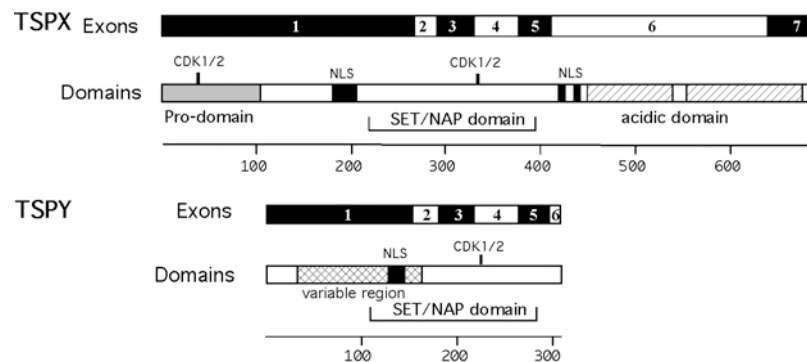 TSPX Exons 1 2 3 4 5 6 7
CDK1/2 NLS CDK1/2 NLS
Domains
Pro-domain SET/NAP domain acidic domain
100 200 300 400 500 600
TSPY Exons 1 2 3 4 5 6
NLS CDK1/2
Domains
variable region SET/NAP domain
100 200 300